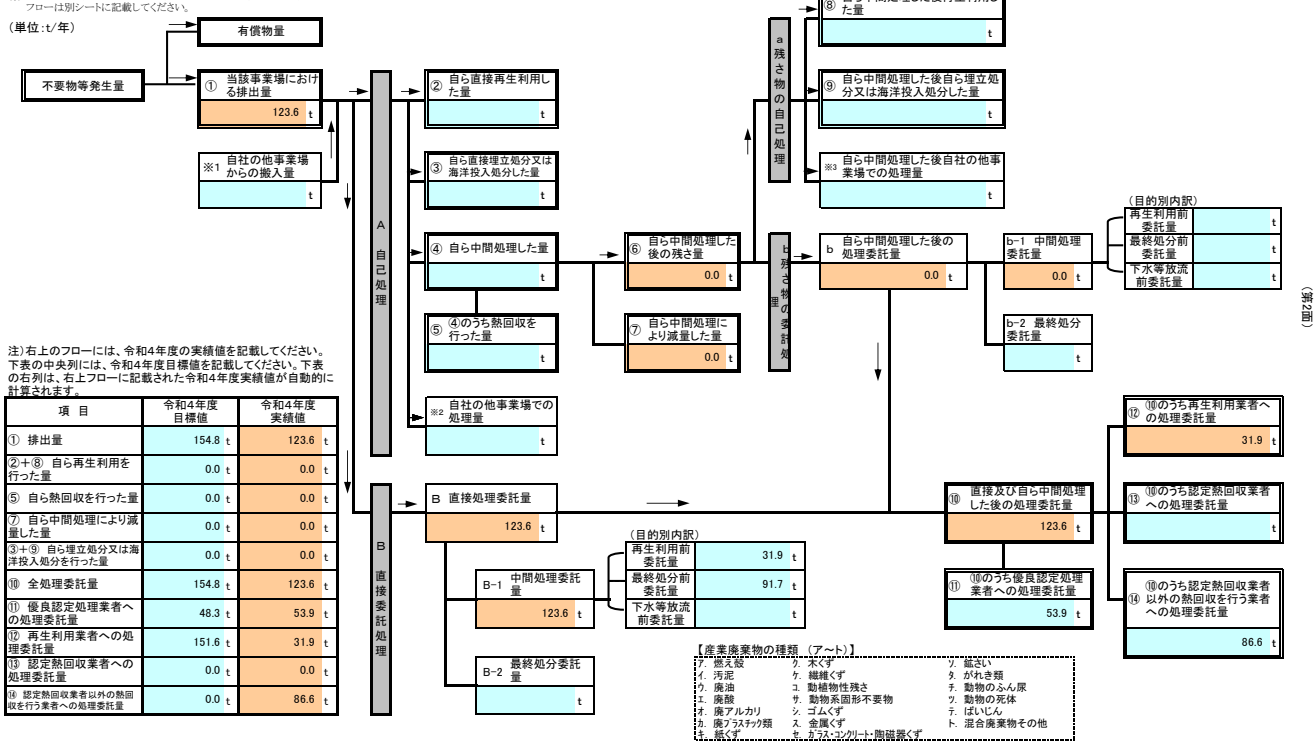 フローは別シートに記載してください。
(単位:t/年)
有償物量
不要物等発生量
① 当該事業場におけ
る排出量
123.6 t
※1 自社の他事業場
からの搬入量
t
A 自己処理
② 自ら直接再生利用し
た量
t
③ 自ら直接埋立処分又は
海洋投入処分した量
t
④ 自ら中間処理した量
t
⑤ ④のうち熱回収を
行った量
t
※2 自社の他事業場での
処理量
t
⑥ 自ら中間処理した
後の残さ量
0.0 t
⑦ 自ら中間処理に
より減量した量
0.0 t
a 残さ物の自己処理
⑧
た量
t
⑨ 自ら中間処理した後自ら埋立処
分又は海洋投入処分した量
t
※3 自ら中間処理した後自社の他事
業場での処理量
t
b 残さ物の委託処理
b 自ら中間処理した後の
処理委託量
0.0 t
b-1 中間処理
委託量
0.0 t
b-2 最終処分
委託量
t
(目的別内訳)
再生利用前
委託量 t
最終処分前
委託量 t
下水等放流
前委託量 t
(第2面)
注)右上のフローには、令和4年度の実績値を記載してください。
下表の中央列には、令和4年度目標値を記載してください。下表
の右列は、右上フローに記載された令和4年度実績値が自動的に
計算されます。
項 目 令和4年度目標値 令和4年度実績値
① 排出量 154.8 t 123.6 t
②+⑧ 自ら再生利用を
行った量 0.0 t 0.0 t
⑤ 自ら熱回収を行った量 0.0 t 0.0 t
⑦ 自ら中間処理により減
量した量 0.0 t 0.0 t
③+⑨ 自ら埋立処分又は海
洋投入処分を行った量 0.0 t 0.0 t
⑩ 全処理委託量 154.8 t 123.6 t
⑪ 優良認定処理業者へ
の処理委託量 48.3 t 53.9 t
⑫ 再生利用業者への処
理委託量 151.6 t 31.9 t
⑬ 認定熱回収業者への
処理委託量 0.0 t 0.0 t
⑭ 認定熱回収業者以外の熱回
収を行う業者への処理委託量 0.0 t 86.6 t
B 直接委託処理
B 直接処理委託量
123.6 t
B-1 中間処理委託
量
123.6 t
B-2 最終処分委託
量
t
(目的別内訳)
再生利用前
委託量 31.9 t
最終処分前
委託量 91.7 t
下水等放流
前委託量 t
⑩ 直接及び自ら中間処理
した後の処理委託量
123.6 t
⑪ ⑩のうち優良認定処理
業者への処理委託量
53.9 t
⑫ ⑩のうち再生利用業者へ
の処理委託量
31.9 t
⑬ ⑩のうち認定熱回収業者
への処理委託量
t
⑭ ⑩のうち認定熱回収業者
以外の熱回収を行う業者
への処理委託量
86.6 t
【産業廃棄物の種類 (ア~ト)】
ア. 燃え殻 ク. 木くず ソ. 鉱さい
イ. 汚泥 ケ. 繊維くず タ. がれき類
ウ. 廃油 コ. 動植物性残さ チ. 動物のふん尿
エ. 廃酸 サ. 動物系固形不要物 ツ. 動物の死体
オ. 廃アルカリ シ. ゴムくず テ. ばいじん
カ. 廃プラスチック類 ス. 金属くず ト. 混合廃棄物その他
キ. 紙くず セ. ガラス・コンクリート・陶磁器くず